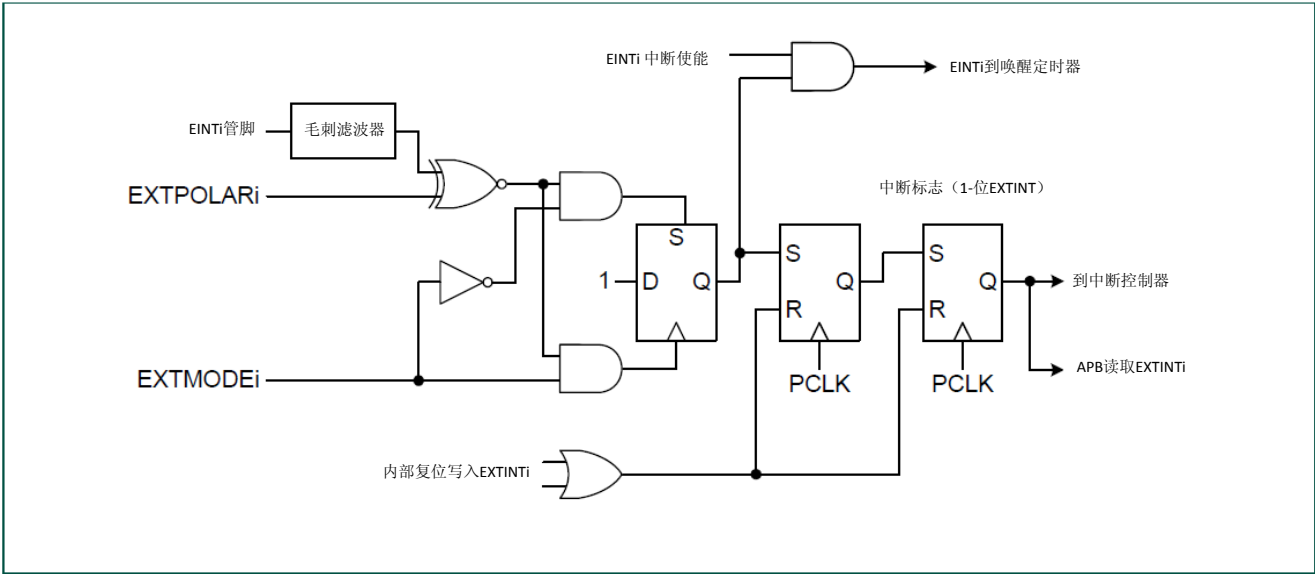 EINTi 中断使能
EINTi到唤醒定时器
EINTi管脚
毛刺滤波器
EXTPOLARi
中断标志（1-位EXTINT）
S
1
D
Q
S
Q
R
PCLK
S
Q
R
PCLK
到中断控制器
EXTMODEi
APB读取EXTINTi
内部复位写入EXTINTi